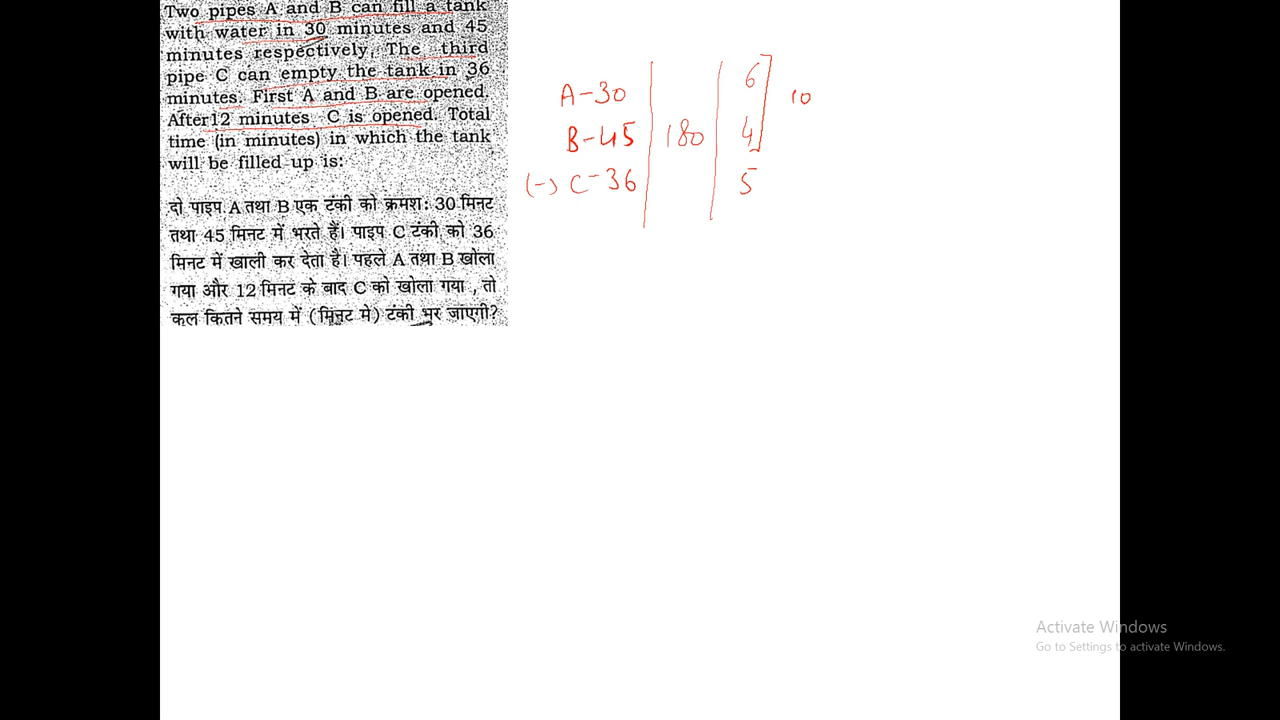 Two pipes A and B can fill a tank
with water in 30 minutes and 45
minutes respectively. The third
pipe C can empty the tank in 36
minutes. First A and B are opened.
After12 minutes C is opened. Total
time (in minutes) in which the tank
will be filled up is:
दो पाइप A तथा B एक टंकी को क्रमश: 30 मिनट
तथा 45 मिनट में भरते हैं। पाइप C टंकी को 36
मिनट में खाली कर देता है। पहले A तथा B खोला
गया और 12 मिनट के बाद C को खोला गया , तो
कुल कितने समय में (मिनट मे) टंकी भर जाएगी?
A-30 6
10
B-45 180 4
(-) C-36 5
Activate Windows
Go to Settings to activate Windows.